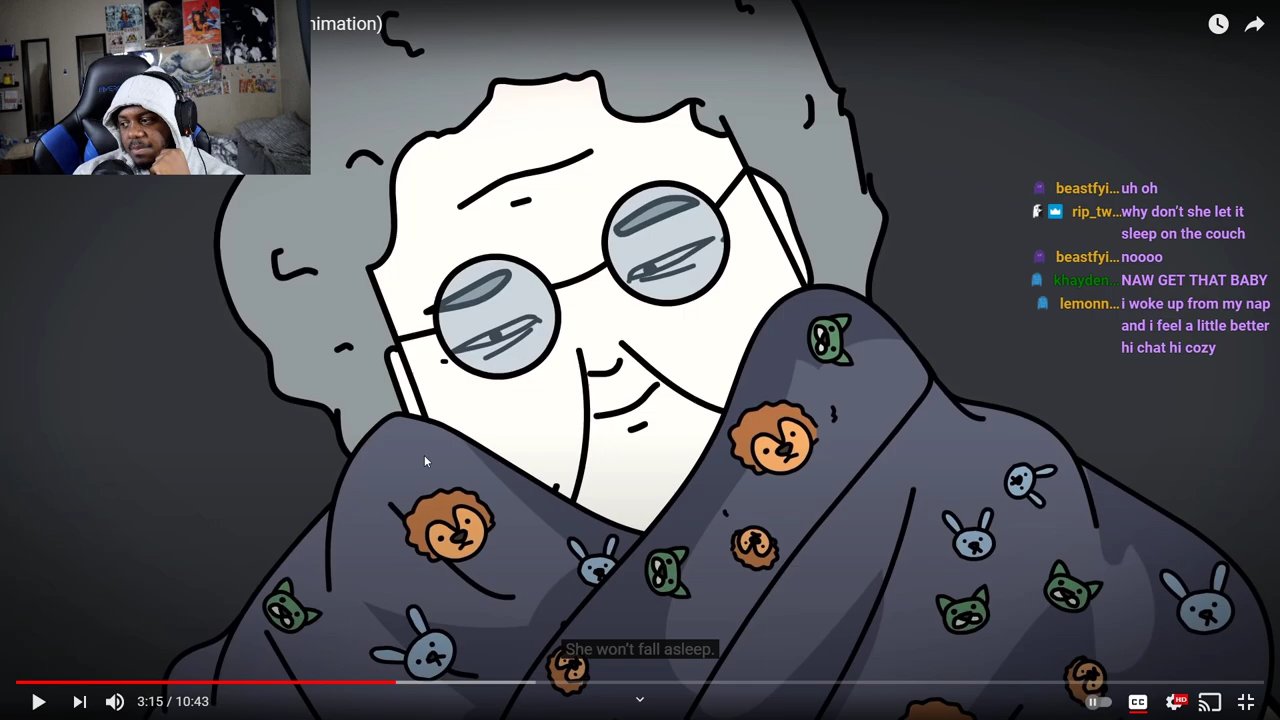 nimation)
beastfyi... uh oh
rip_tw... why don't she let it
sleep on the couch
beastfyi... noooo
khayden... NAW GET THAT BABY
lemonn... i woke up from my nap
and i feel a little better
hi chat hi cozy
She won't fall asleep.
3:15 / 10:43
CC
HD